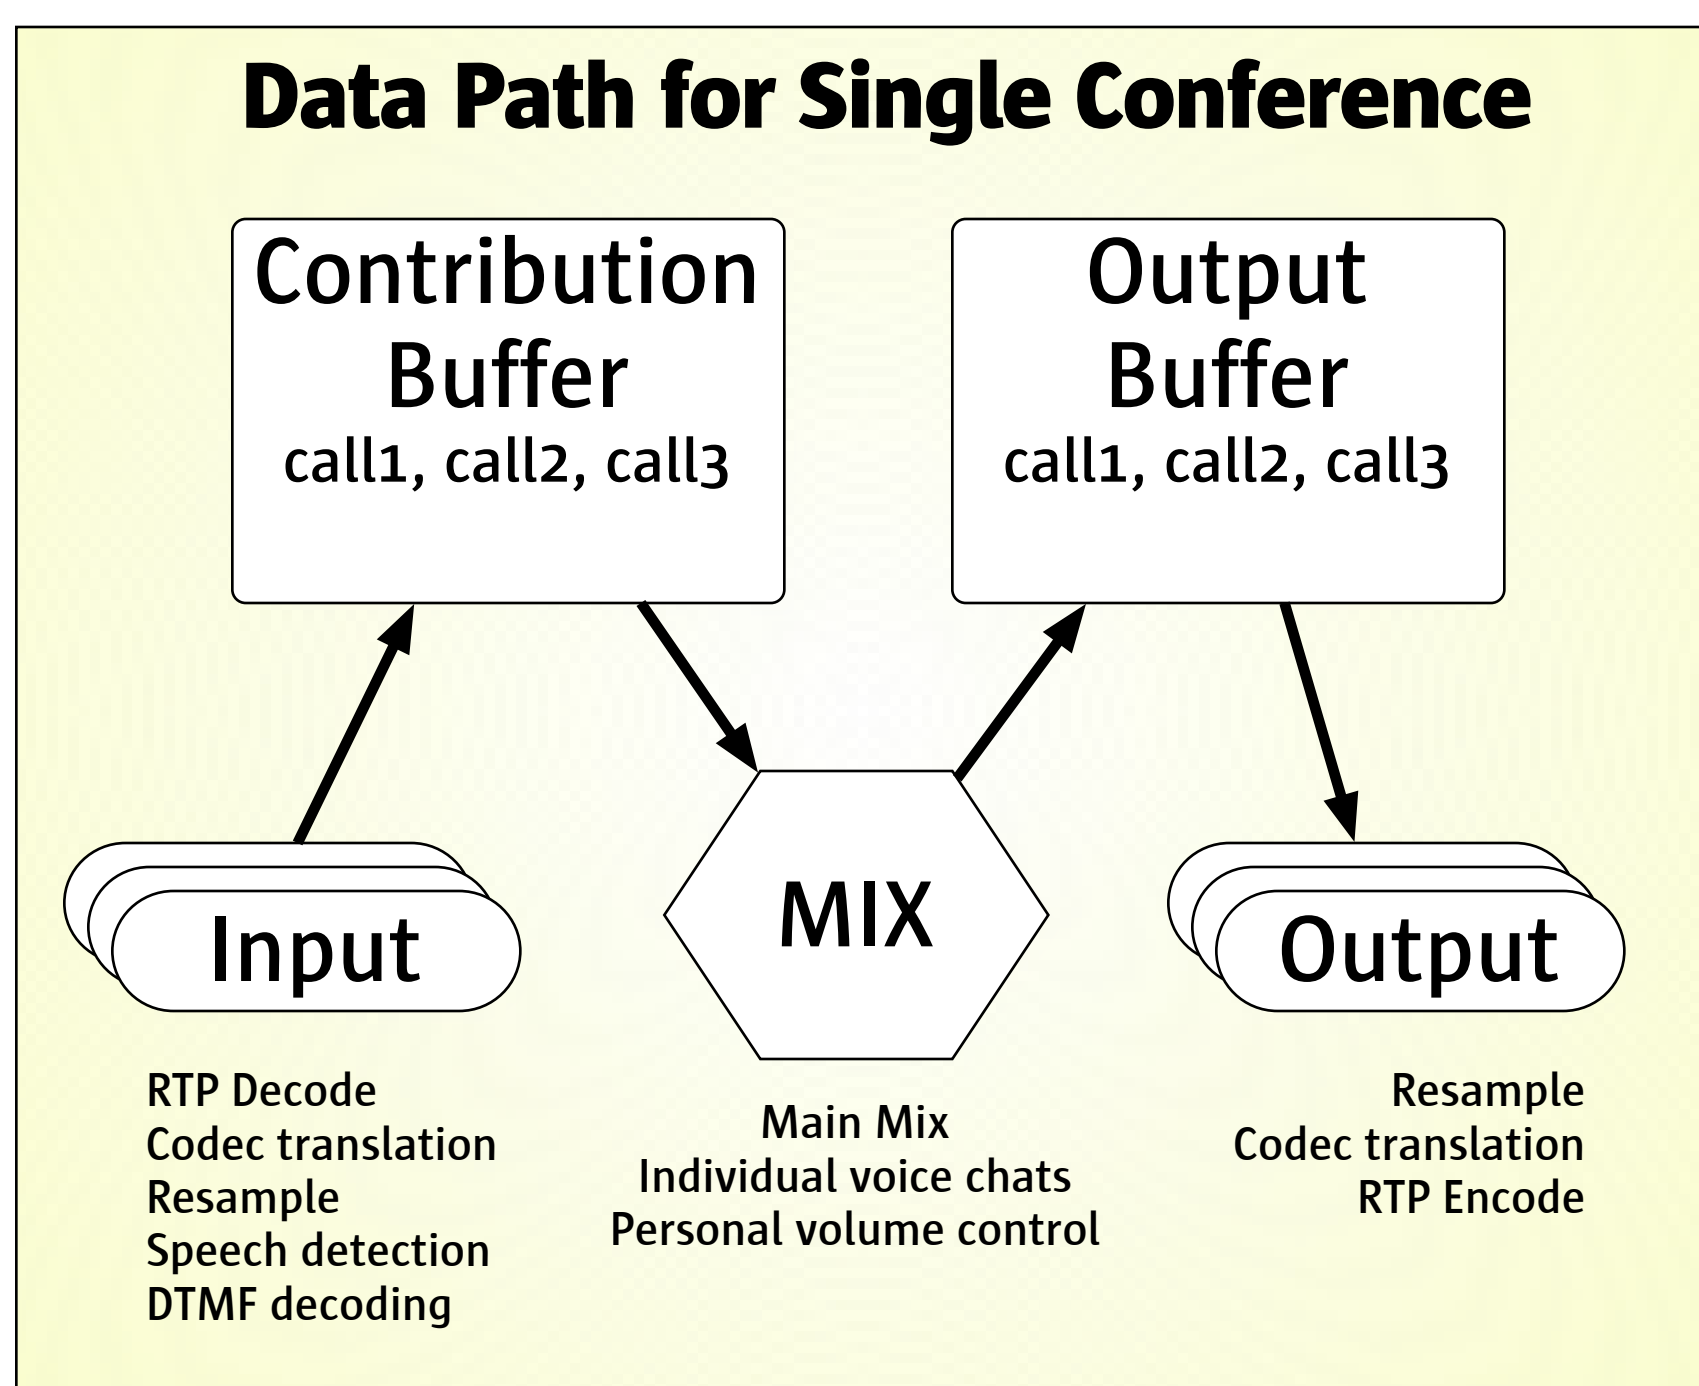 Data Path for Single Conference
Contribution
Buffer
call1, call2, call3
Output
Buffer
call1, call2, call3
Input
MIX
Output
RTP Decode
Codec translation
Resample
Speech detection
DTMF decoding
Main Mix
Individual voice chats
Personal volume control
Resample
Codec translation
RTP Encode